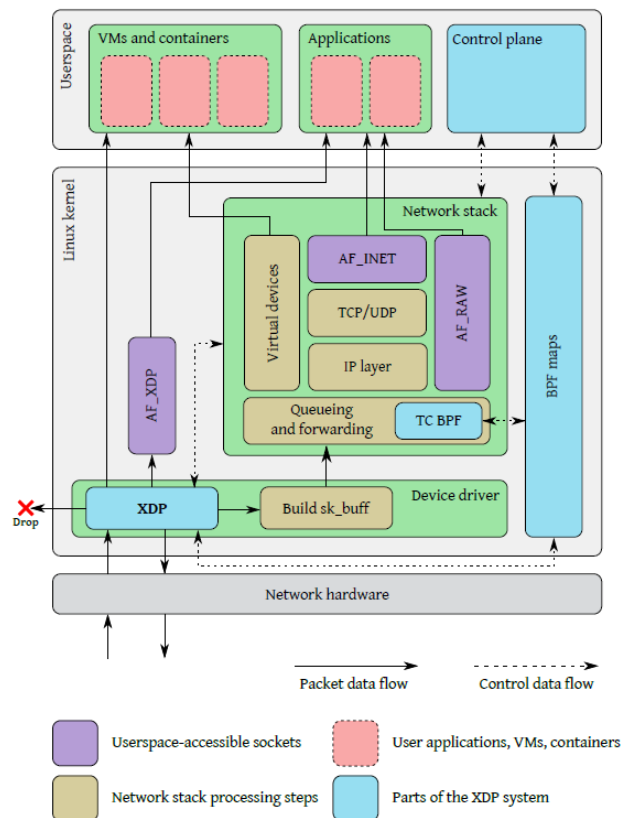 Userspace
VMs and containers
Applications
Control plane
Linux kernel
Network stack
Virtual devices
AF_INET
TCP/UDP
IP layer
AF_RAW
AF_XDP
Queueing
and forwarding
TC BPF
BPF maps
Device driver
XDP
Build sk_buff
Drop
Network hardware
Packet data flow
Control data flow
Userspace-accessible sockets
User applications, VMs, containers
Network stack processing steps
Parts of the XDP system